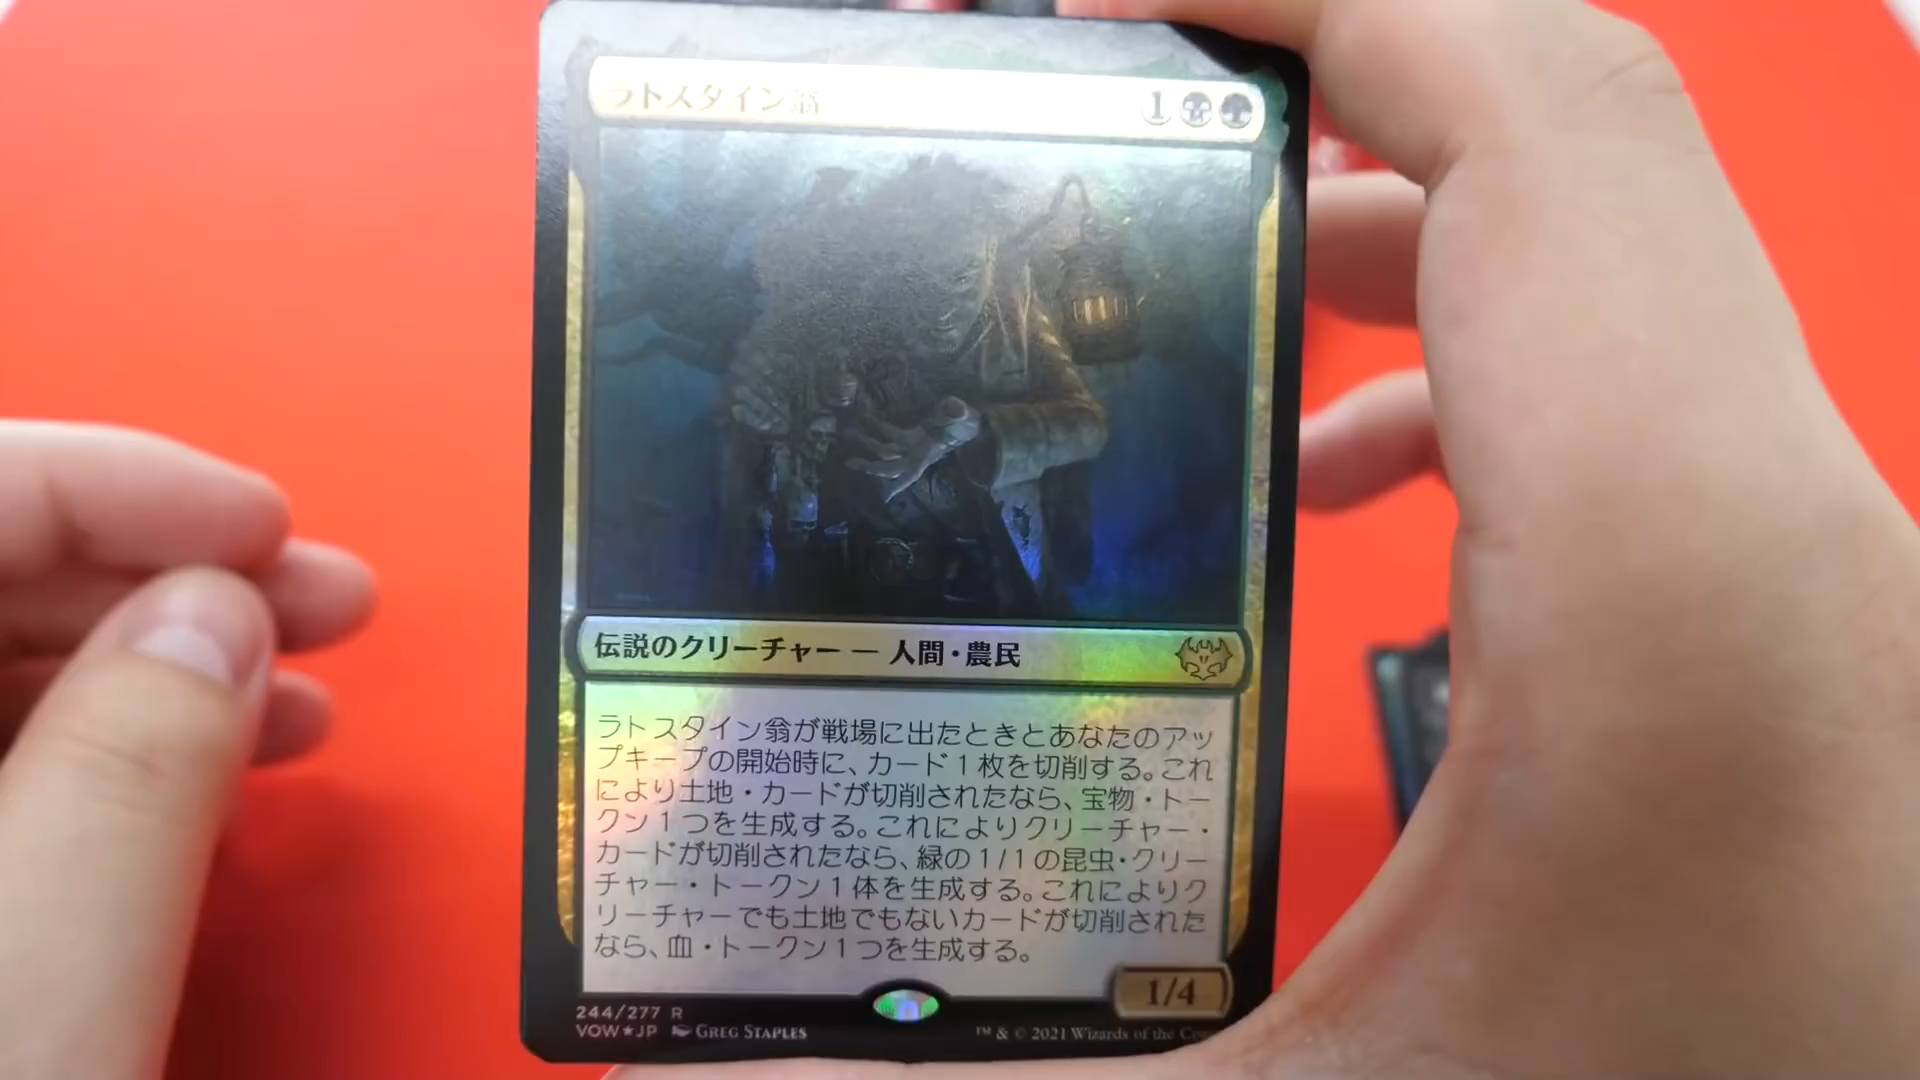 ラトスタイン翁
1
伝説のクリーチャー — 人間・農民
ラトスタイン翁が戦場に出たときとあなたのアッ
プキープの開始時に、カード1枚を切削する。これ
により土地・カードが切削されたなら、宝物・トー
クン1つを生成する。これによりクリーチャー・
カードが切削されたなら、緑の1/1の昆虫・クリー
チャー・トークン1体を生成する。これによりク
リーチャーでも土地でもないカードが切削された
なら、血・トークン1つを生成する。
1/4
244/277 R
VOW★JP GREG STAPLES
™ & © 2021 Wizards of the